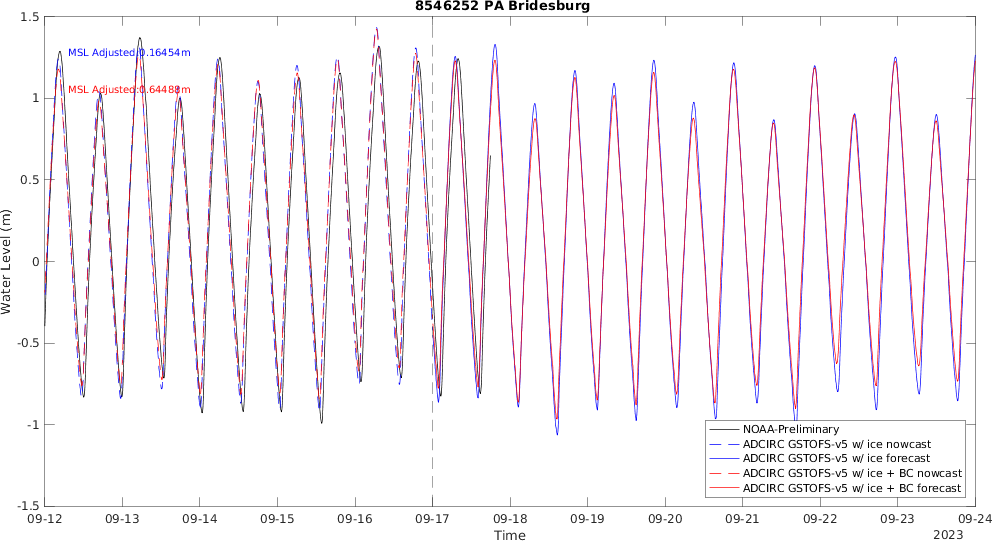 8546252 PA Bridesburg
1.5
MSL Adjusted:0.16454m
MSL Adjusted:0.64488m
1
0.5
0
-0.5
-1
-1.5
Water Level (m)
NOAA-Preliminary
ADCIRC GSTOFS-v5 w/ ice nowcast
ADCIRC GSTOFS-v5 w/ ice forecast
ADCIRC GSTOFS-v5 w/ ice + BC nowcast
ADCIRC GSTOFS-v5 w/ ice + BC forecast
09-12 09-13 09-14 09-15 09-16 09-17 09-18 09-19 09-20 09-21 09-22 09-23 09-24
Time
2023